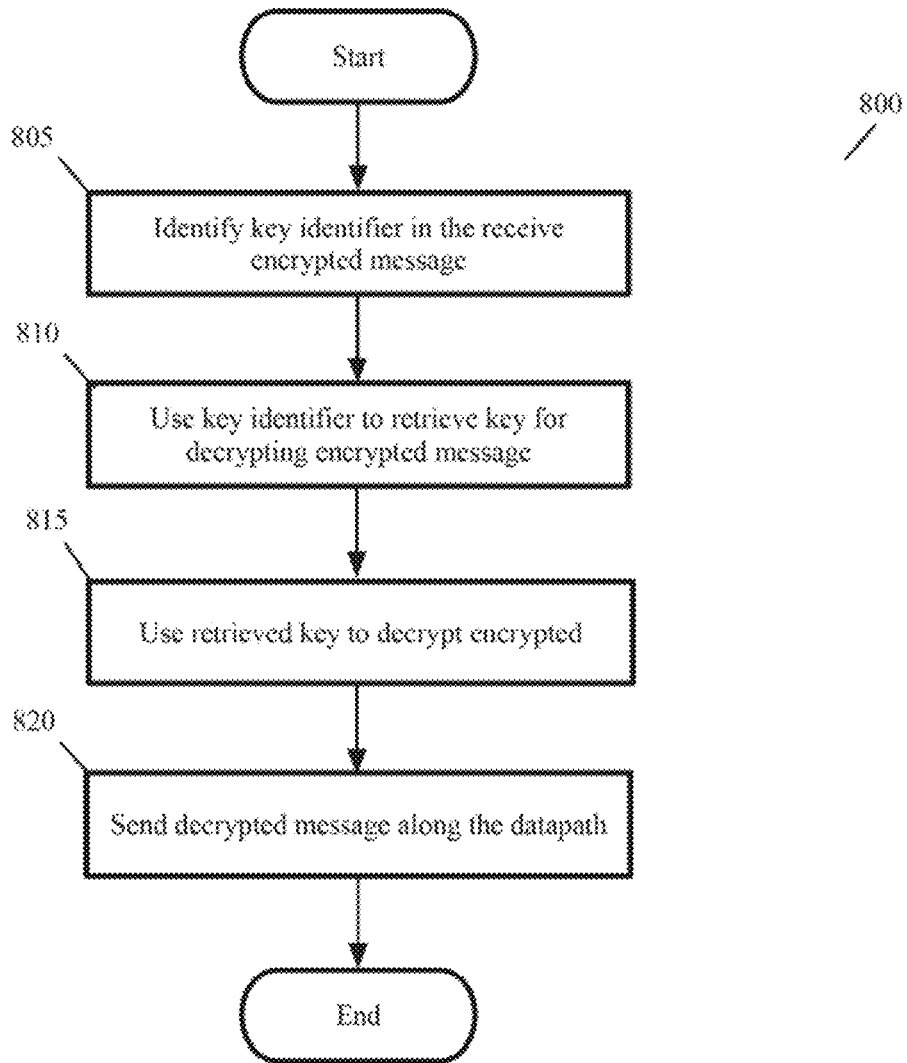 Start
800
805
Identify key identifier in the receive
encrypted message
810
Use key identifier to retrieve key for
decrypting encrypted message
815
Use retrieved key to decrypt encrypted
820
Send decrypted message along the datapath
End